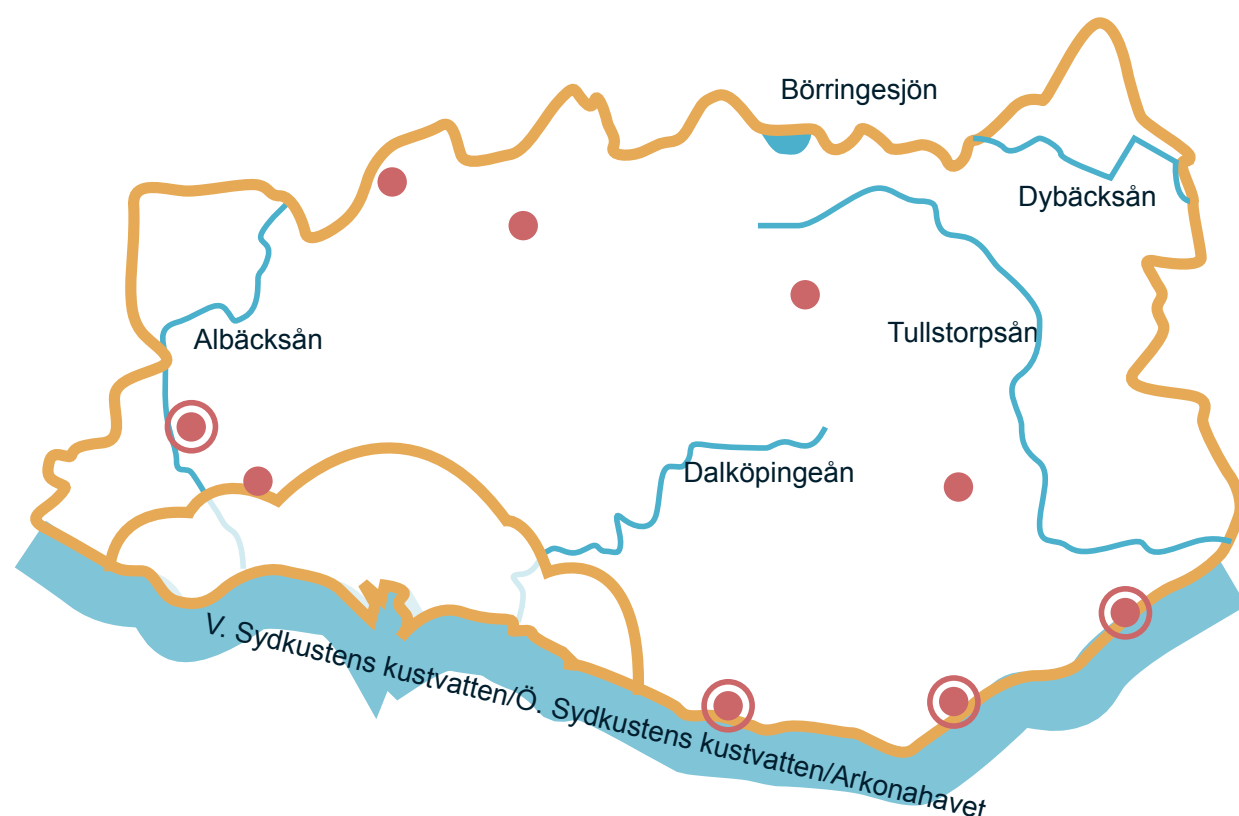 Börringesjön
Dybäcksån
Albäcksån
Tullstorpsån
Dalköpingeån
V. Sydkustens kustvatten/Ö. Sydkustens kustvatten/Arkonahavet